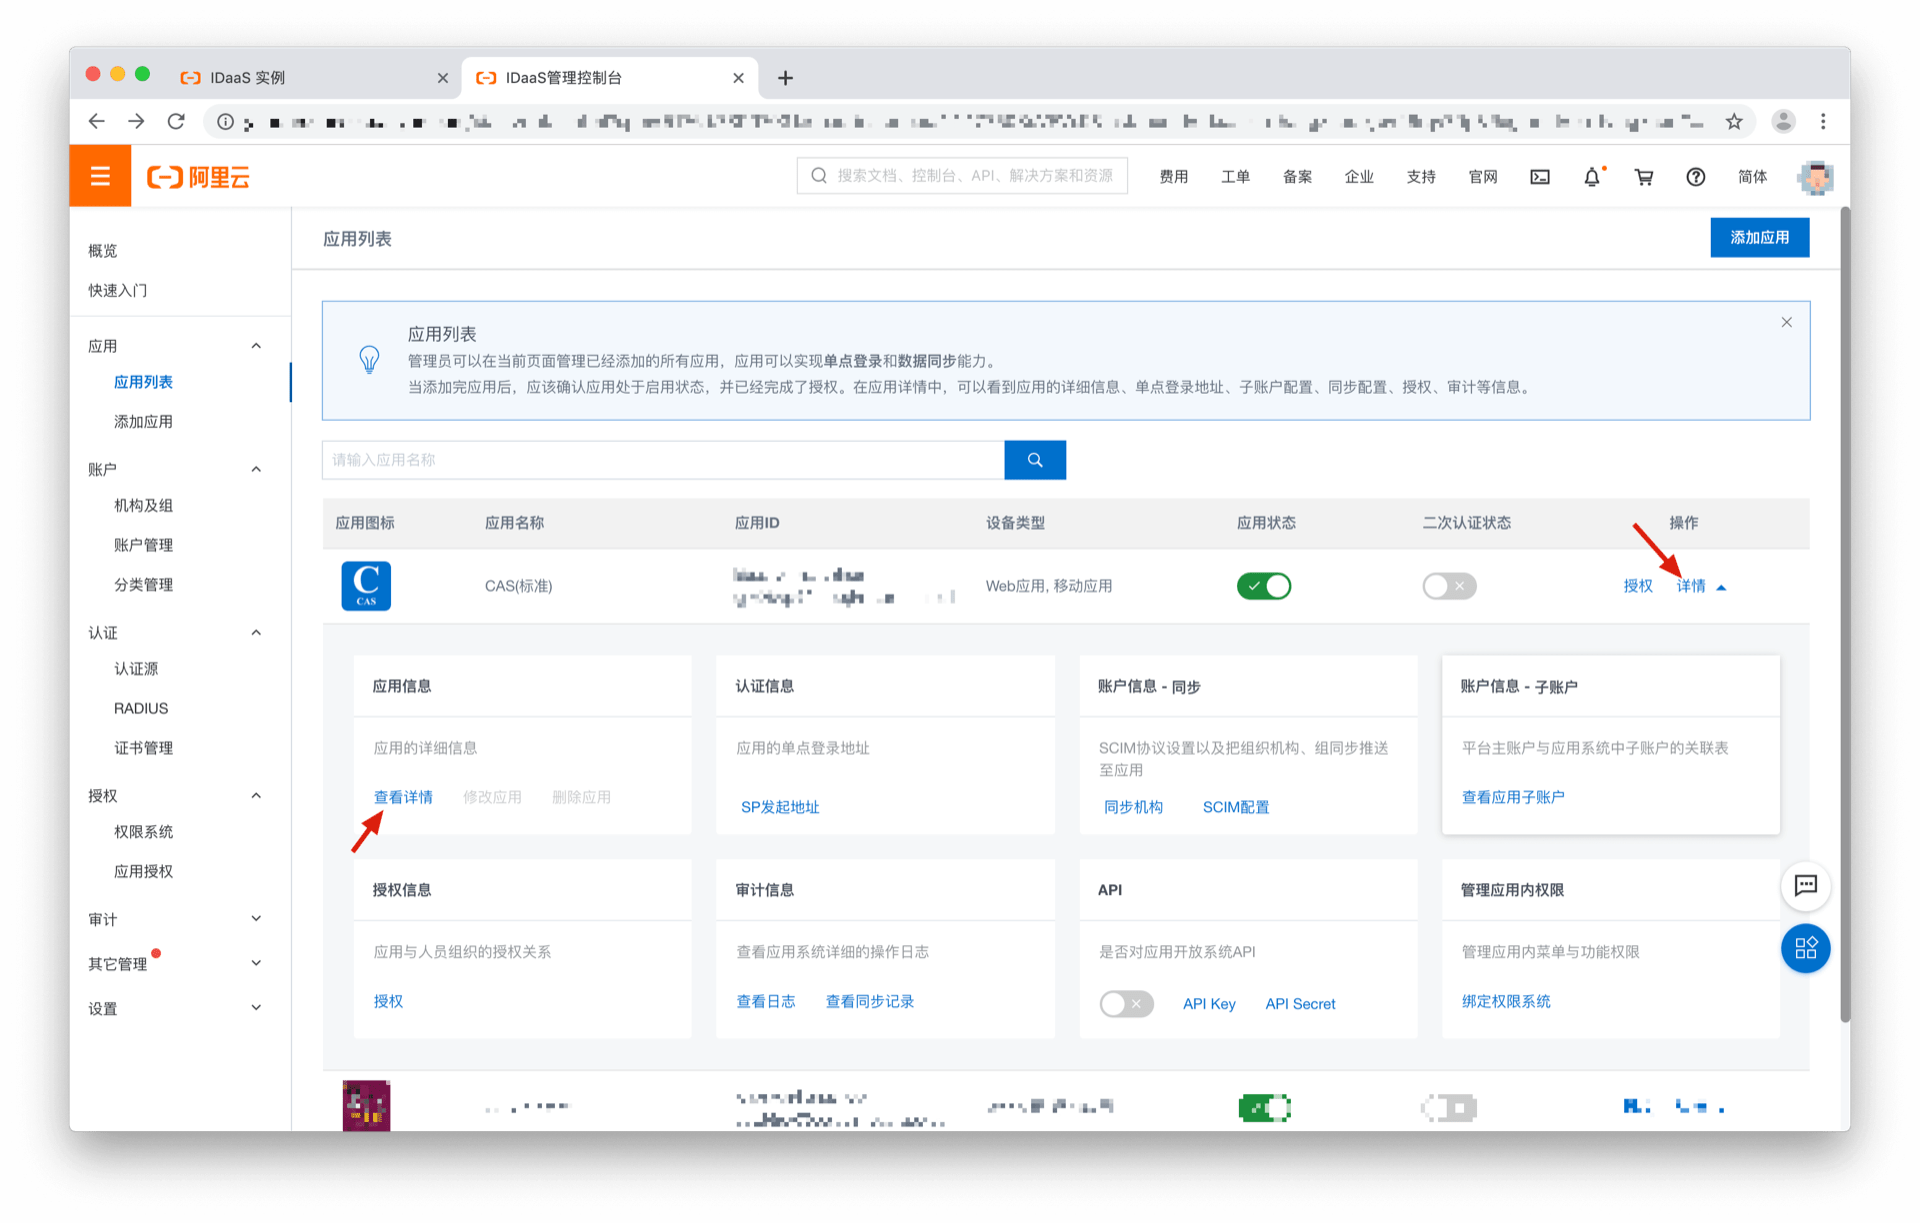 IDaaS 实例
IDaaS管理控制台
阿里云
搜索文档、控制台、API、解决方案和资源
费用
工单
备案
企业
支持
官网
简体
概览
快速入门
应用
应用列表
添加应用
账户
机构及组
账户管理
分类管理
认证
认证源
RADIUS
证书管理
授权
权限系统
应用授权
审计
其它管理
设置
应用列表
添加应用
应用列表
管理员可以在当前页面管理已经添加的所有应用，应用可以实现单点登录和数据同步能力。
当添加完应用后，应该确认应用处于启用状态，并已经完成了授权。在应用详情中，可以看到应用的详细信息、单点登录地址、子账户配置、同步配置、授权、审计等信息。
请输入应用名称
应用图标 应用名称 应用ID 设备类型 应用状态 二次认证状态 操作
C
CAS
CAS(标准)
Web应用, 移动应用
授权 详情
应用信息
应用的详细信息
查看详情 修改应用 删除应用
认证信息
应用的单点登录地址
SP发起地址
账户信息 - 同步
SCIM协议设置以及把组织机构、组同步推送
至应用
同步机构 SCIM配置
账户信息 - 子账户
平台主账户与应用系统中子账户的关联表
查看应用子账户
授权信息
应用与人员组织的授权关系
授权
审计信息
查看应用系统详细的操作日志
查看日志 查看同步记录
API
是否对应用开放系统API
API Key API Secret
管理应用内权限
管理应用内菜单与功能权限
绑定权限系统